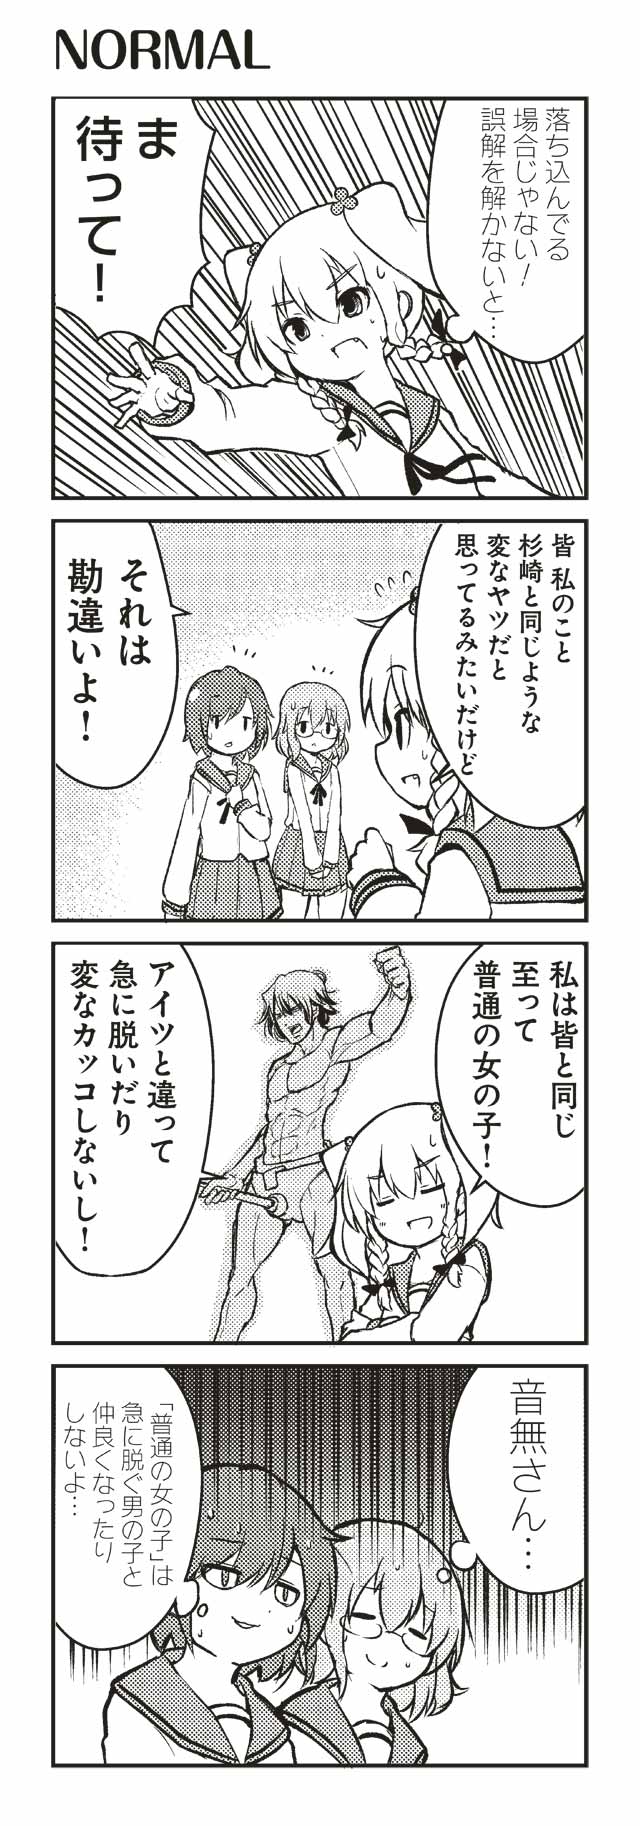 NORMAL
落ち込んでる
場合じゃない！
誤解を解かないと…
ま
待って！
皆 私のこと
杉崎と同じような
変なヤツだと
思ってるみたいだけど
それは
勘違いよ！
私は皆と同じ
至って
普通の女の子！
アイツと違って
急に脱いだり
変なカッコしないし！
音無さん…
「普通の女の子」は
急に脱ぐ男の子と
仲良くなったり
しないよ…